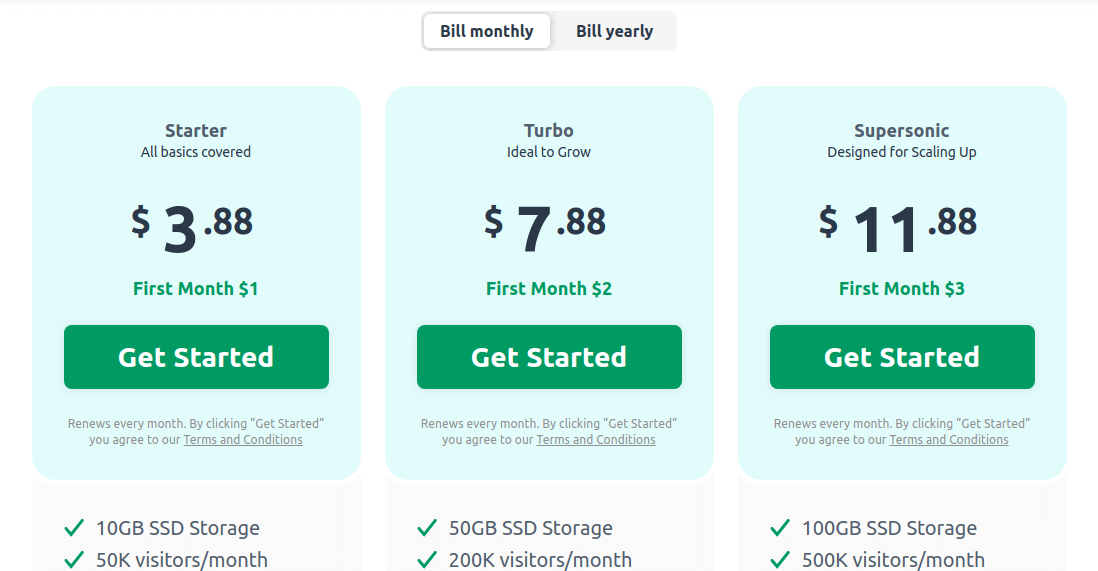 Bill monthly
Bill yearly
Starter
All basics covered
$ 3.88
First Month $1
Get Started
Renews every month. By clicking “Get Started”
you agree to our Terms and Conditions
10GB SSD Storage
50K visitors/month
Turbo
Ideal to Grow
$ 7.88
First Month $2
Get Started
Renews every month. By clicking “Get Started”
you agree to our Terms and Conditions
50GB SSD Storage
200K visitors/month
Supersonic
Designed for Scaling Up
$ 11.88
First Month $3
Get Started
Renews every month. By clicking “Get Started”
you agree to our Terms and Conditions
100GB SSD Storage
500K visitors/month